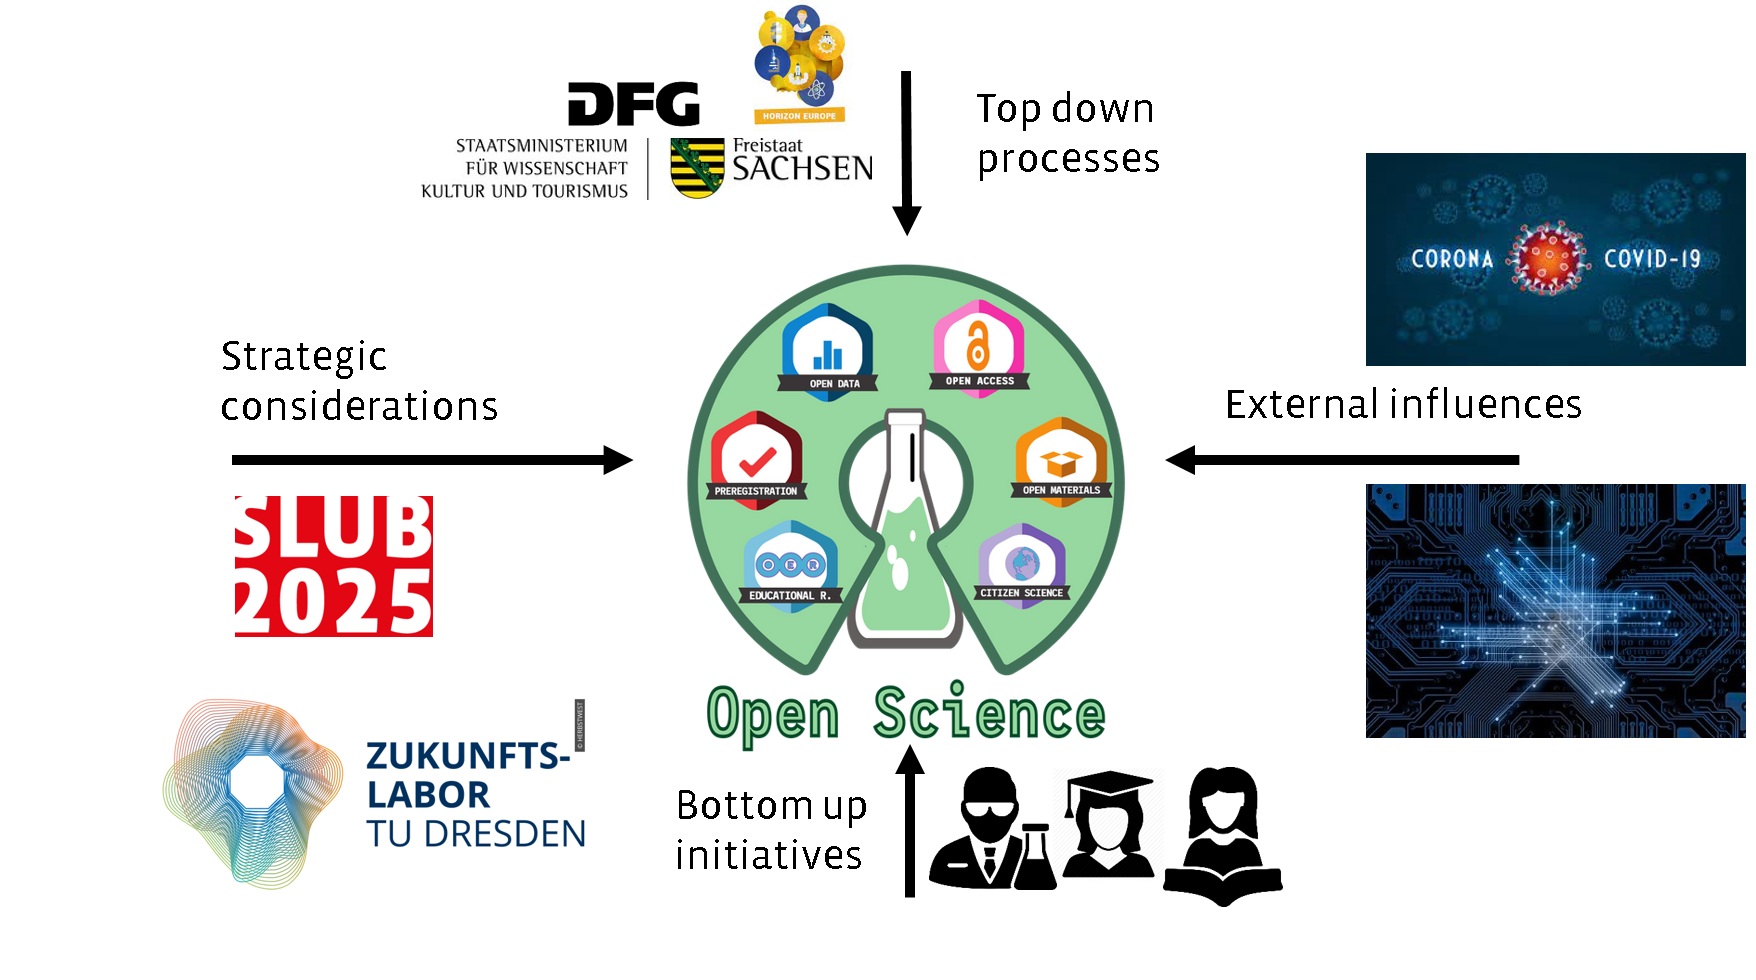 HORIZON EUROPE
DFG
STAATSMINISTERIUM
FÜR WISSENSCHAFT
KULTUR UND TOURISMUS
Freistaat
SACHSEN
Top down
processes
CORONA COVID-19
External influences
Strategic
considerations
SLUB
2025
© HERBSTWEST
ZUKUNFTS-
LABOR
TU DRESDEN
OPEN DATA
OPEN ACCESS
PREREGISTRATION
OPEN MATERIALS
OER
EDUCATIONAL R.
CITIZEN SCIENCE
Open Science
Bottom up
initiatives